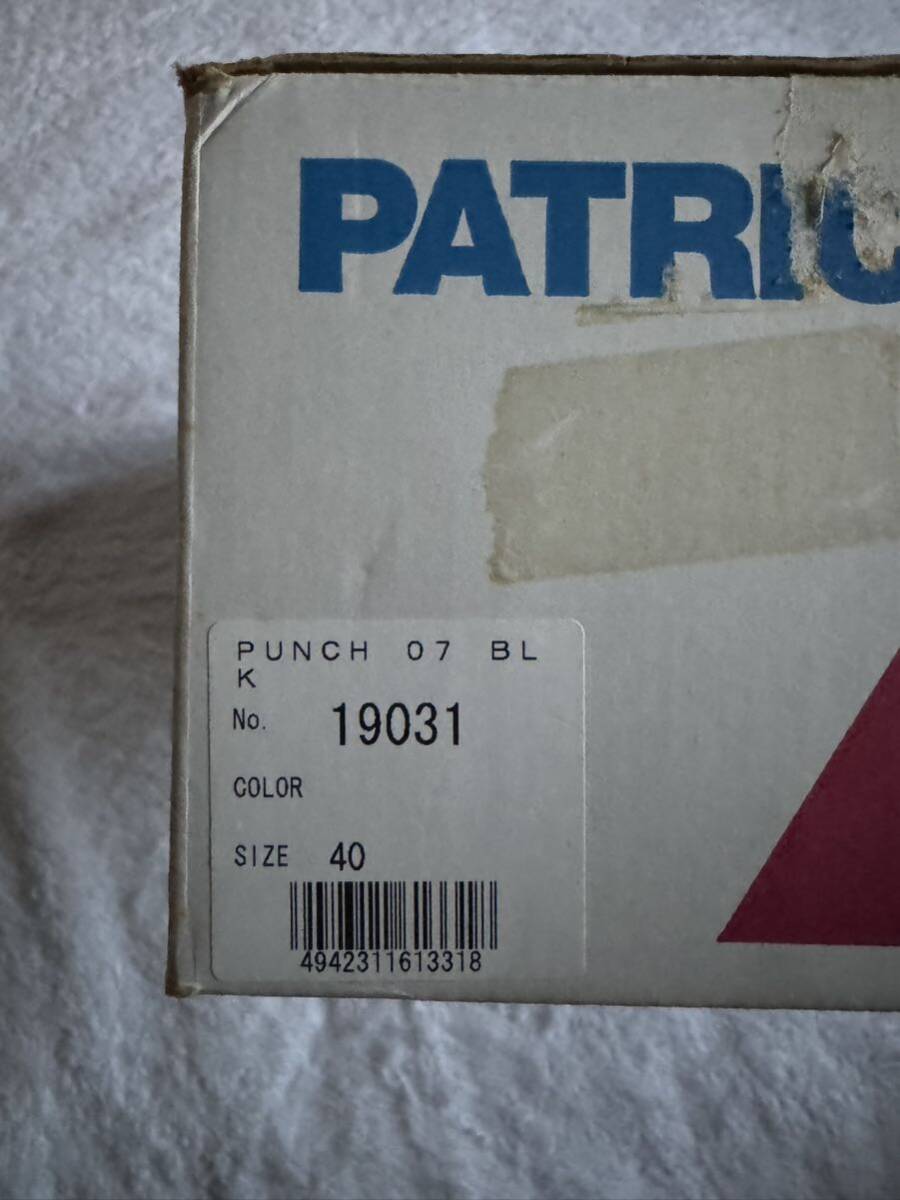 PATRIC
PUNCH 07 BL
K
No. 19031
COLOR
SIZE 40
4942311613318